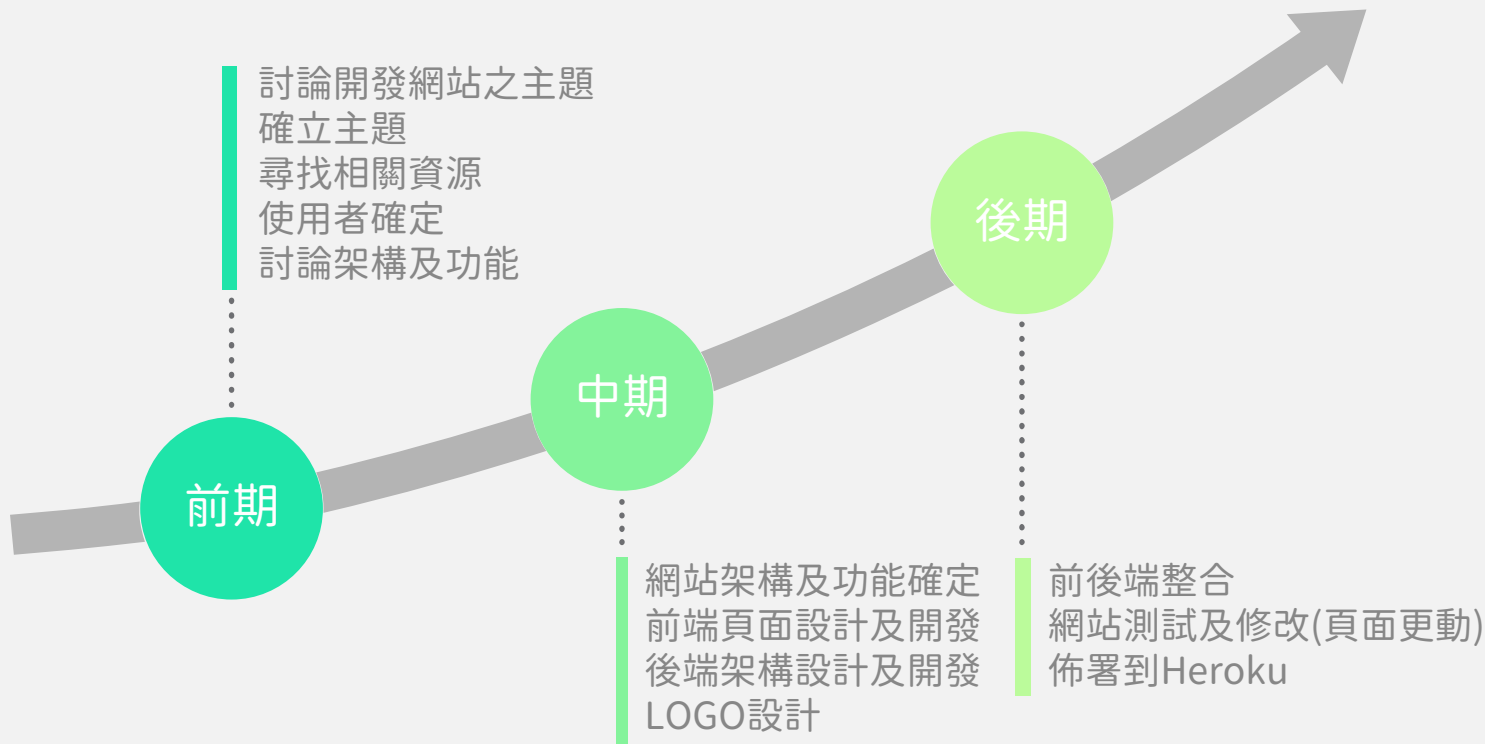 討論開發網站之主題
確立主題
尋找相關資源
使用者確定
討論架構及功能
前期
中期
網站架構及功能確定
前端頁面設計及開發
後端架構設計及開發
LOGO設計
後期
前後端整合
網站測試及修改(頁面更動)
佈署到Heroku